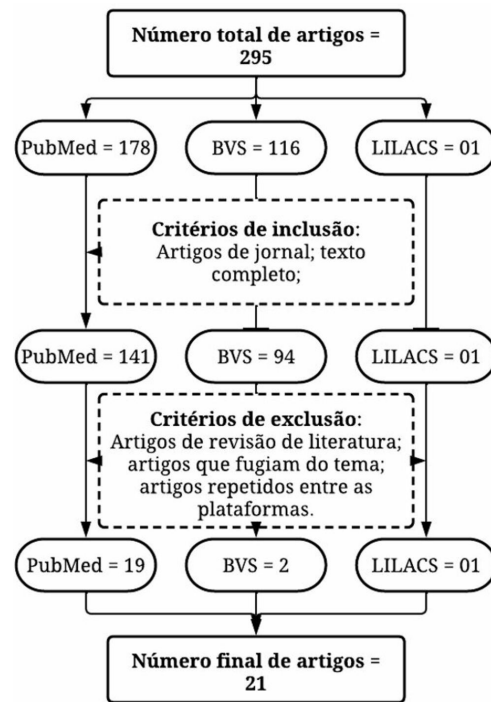 Número total de artigos =
295
PubMed = 178
BVS = 116
LILACS = 01
Critérios de inclusão:
Artigos de jornal; texto
completo;
PubMed = 141
BVS = 94
LILACS = 01
Critérios de exclusão:
Artigos de revisão de literatura;
artigos que fugiam do tema;
artigos repetidos entre as
plataformas.
PubMed = 19
BVS = 2
LILACS = 01
Número final de artigos =
21